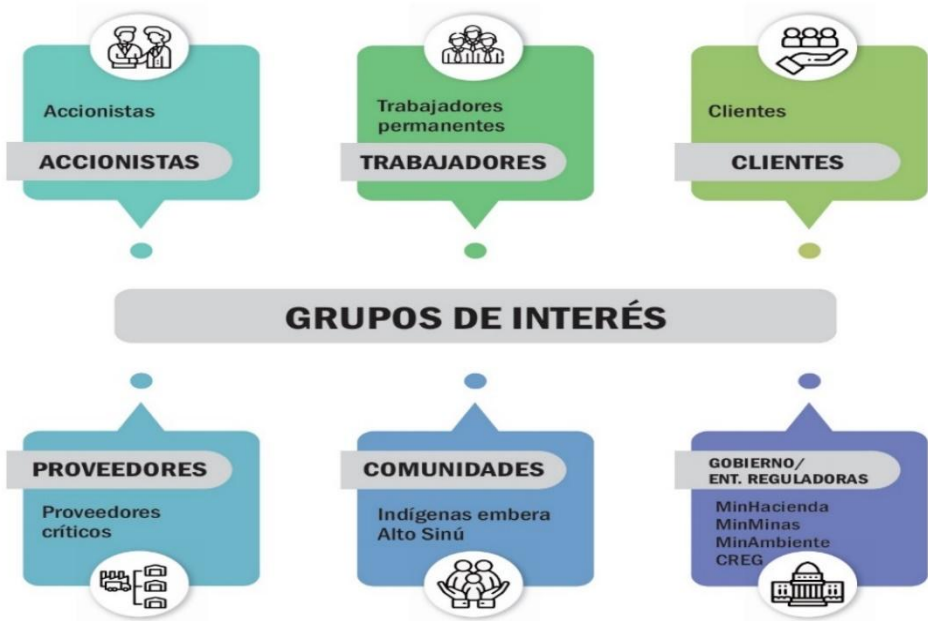 Accionistas
ACCIONISTAS
Trabajadores
permanentes
TRABAJADORES
Clientes
CLIENTES
GRUPOS DE INTERÉS
PROVEEDORES
Proveedores
críticos
COMUNIDADES
Indígenas embera
Alto Sinú
GOBIERNO/
ENT. REGULADORAS
MinHacienda
MinMinas
MinAmbiente
CREG